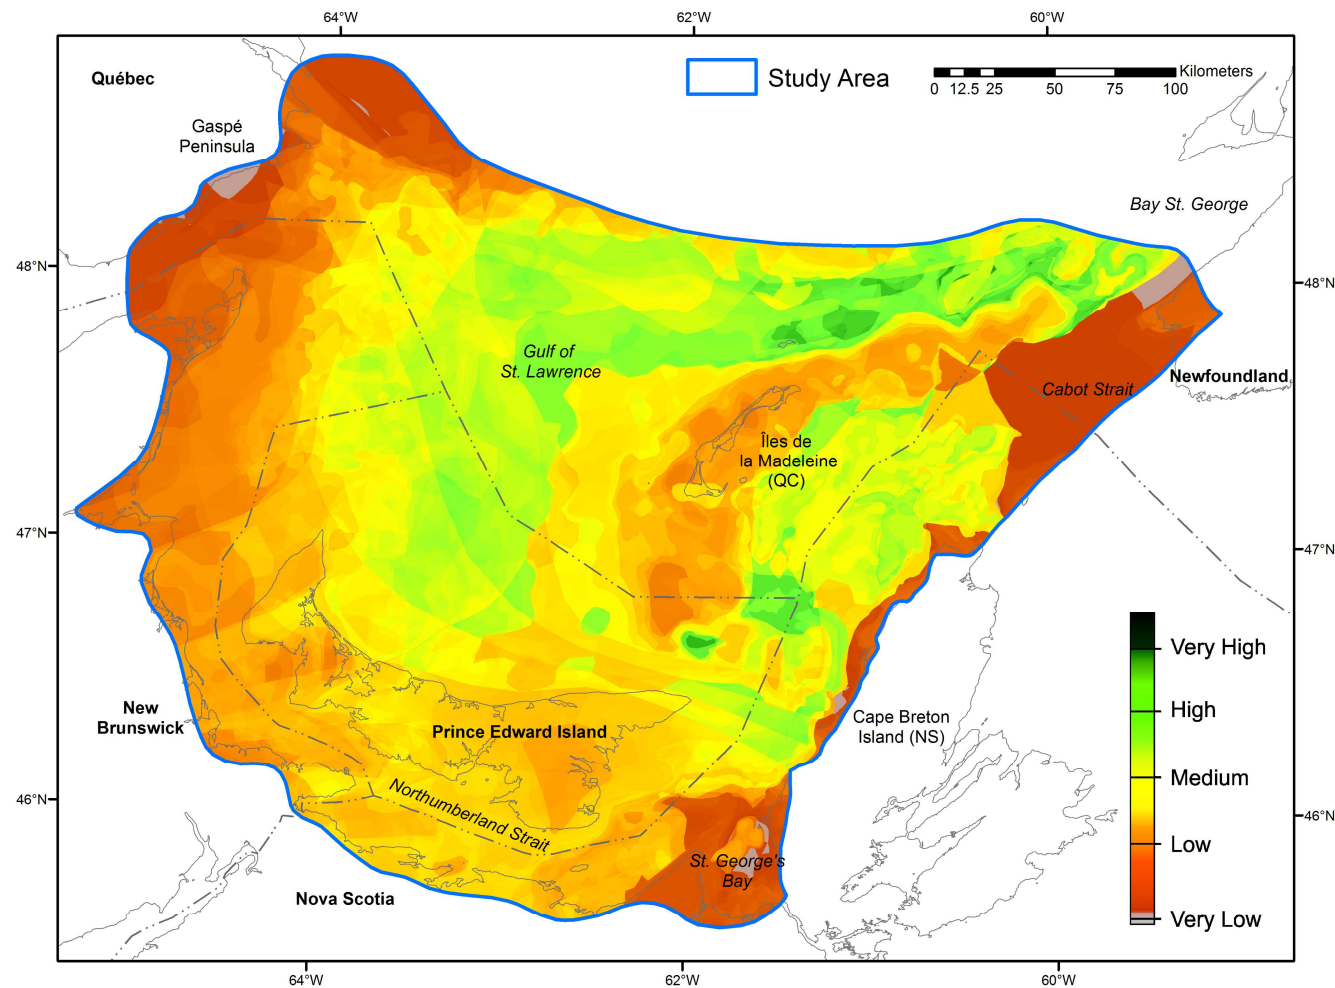 64°W
62°W
60°W
Québec
Study Area
Kilometers
0 12.5 25 50 75 100
Gaspé
Peninsula
Bay St. George
48°N
48°N
Gulf of
St. Lawrence
Newfoundland
Cabot Strait
Îles de
la Madeleine
(QC)
47°N
47°N
Very High
High
Medium
Low
Very Low
New
Brunswick
Prince Edward Island
Cape Breton
Island (NS)
46°N
46°N
Northumberland Strait
St. George's
Bay
Nova Scotia
64°W
62°W
60°W